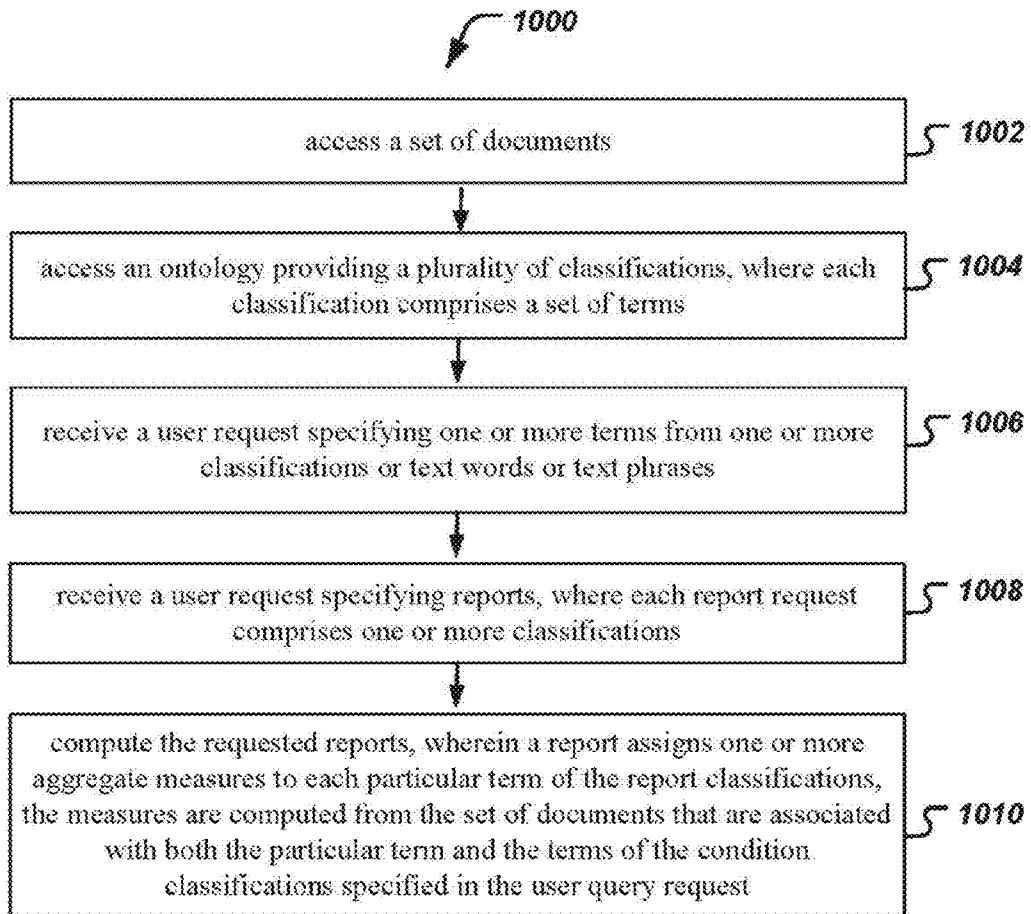 1000
access a set of documents
1002
access an ontology providing a plurality of classifications, where each
classification comprises a set of terms
1004
receive a user request specifying one or more terms from one or more
classifications or text words or text phrases
1006
receive a user request specifying reports, where each report request
comprises one or more classifications
1008
compute the requested reports, wherein a report assigns one or more
aggregate measures to each particular term of the report classifications,
the measures are computed from the set of documents that are associated
with both the particular term and the terms of the condition
classifications specified in the user query request
1010